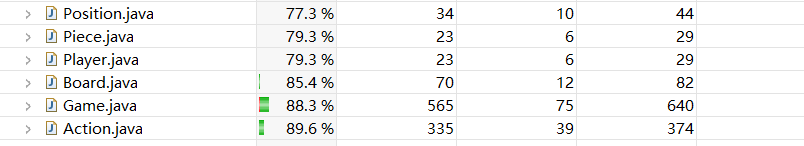 Position.java 77.3 % 34 10 44
Piece.java 79.3 % 23 6 29
Player.java 79.3 % 23 6 29
Board.java 85.4 % 70 12 82
Game.java 88.3 % 565 75 640
Action.java 89.6 % 335 39 374